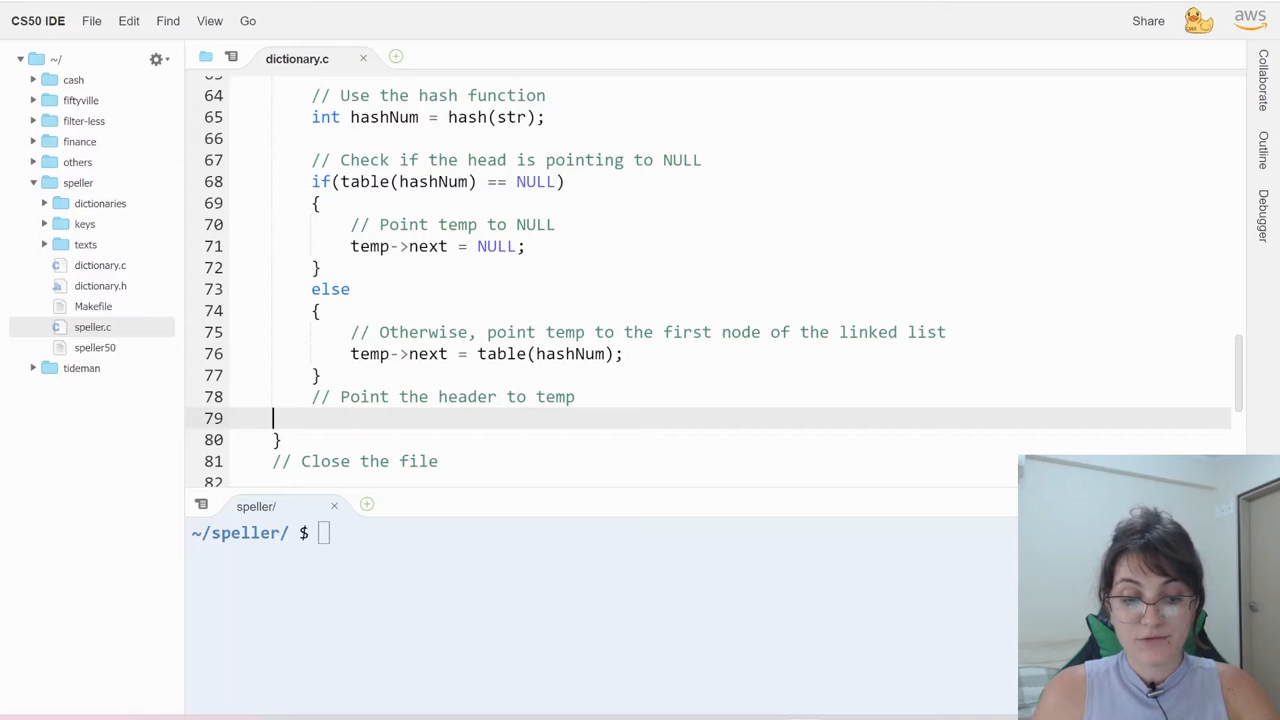 CS50 IDE File Edit Find View Go Share aws
~/
cash
fiftyville
filter-less
finance
others
speller
dictionaries
keys
texts
dictionary.c
dictionary.h
Makefile
speller.c
speller50
tideman
dictionary.c
64 // Use the hash function
65 int hashNum = hash(str);
66
67 // Check if the head is pointing to NULL
68 if(table(hashNum) == NULL)
69 {
70 // Point temp to NULL
71 temp->next = NULL;
72 }
73 else
74 {
75 // Otherwise, point temp to the first node of the linked list
76 temp->next = table(hashNum);
77 }
78 // Point the header to temp
79
80 }
81 // Close the file
82
speller/
~/speller/ $
Collaborate
Outline
Debugger